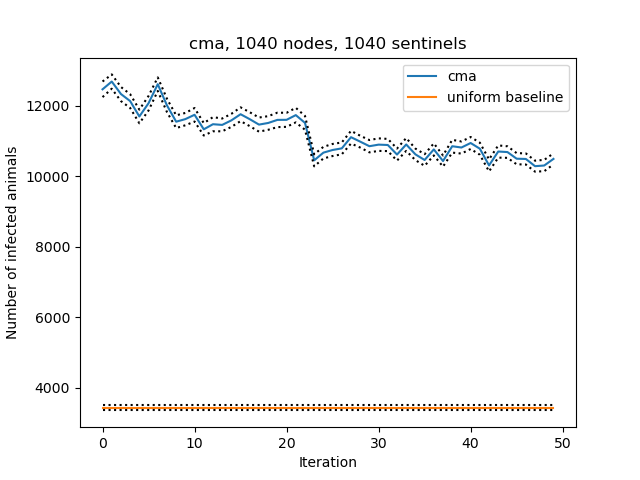 cma, 1040 nodes, 1040 sentinels
cma
uniform baseline
12000
10000
8000
6000
4000
Number of infected animals
0 10 20 30 40 50
Iteration